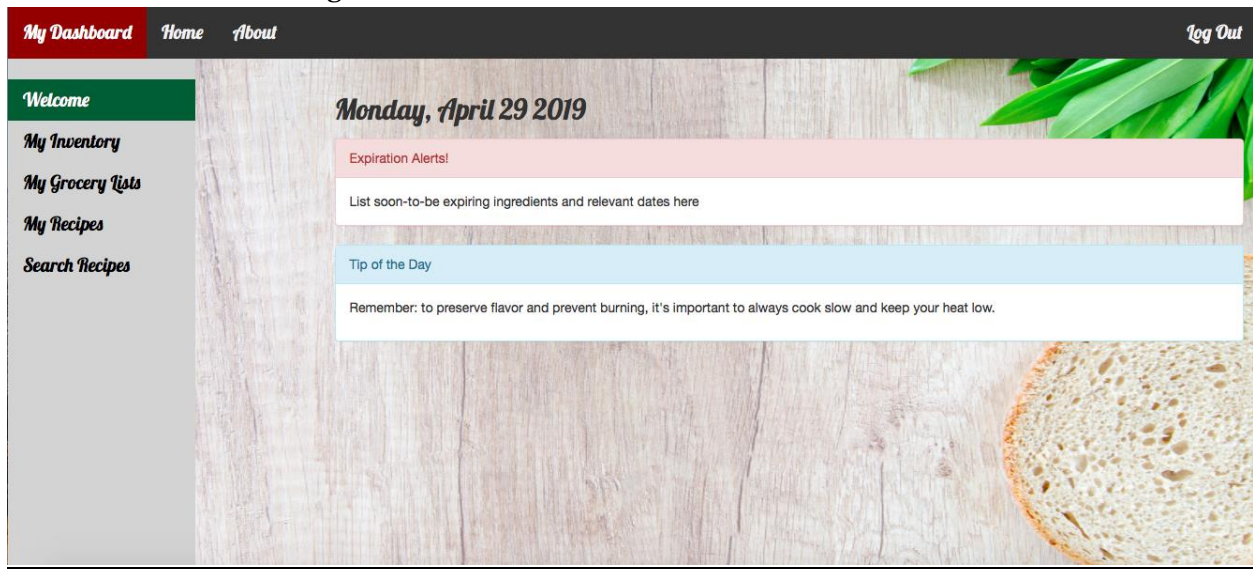 My Dashboard Home About Log Out
Welcome
My Inventory
My Grocery Lists
My Recipes
Search Recipes
Monday, April 29 2019
Expiration Alerts!
List soon-to-be expiring ingredients and relevant dates here
Tip of the Day
Remember: to preserve flavor and prevent burning, it's important to always cook slow and keep your heat low.